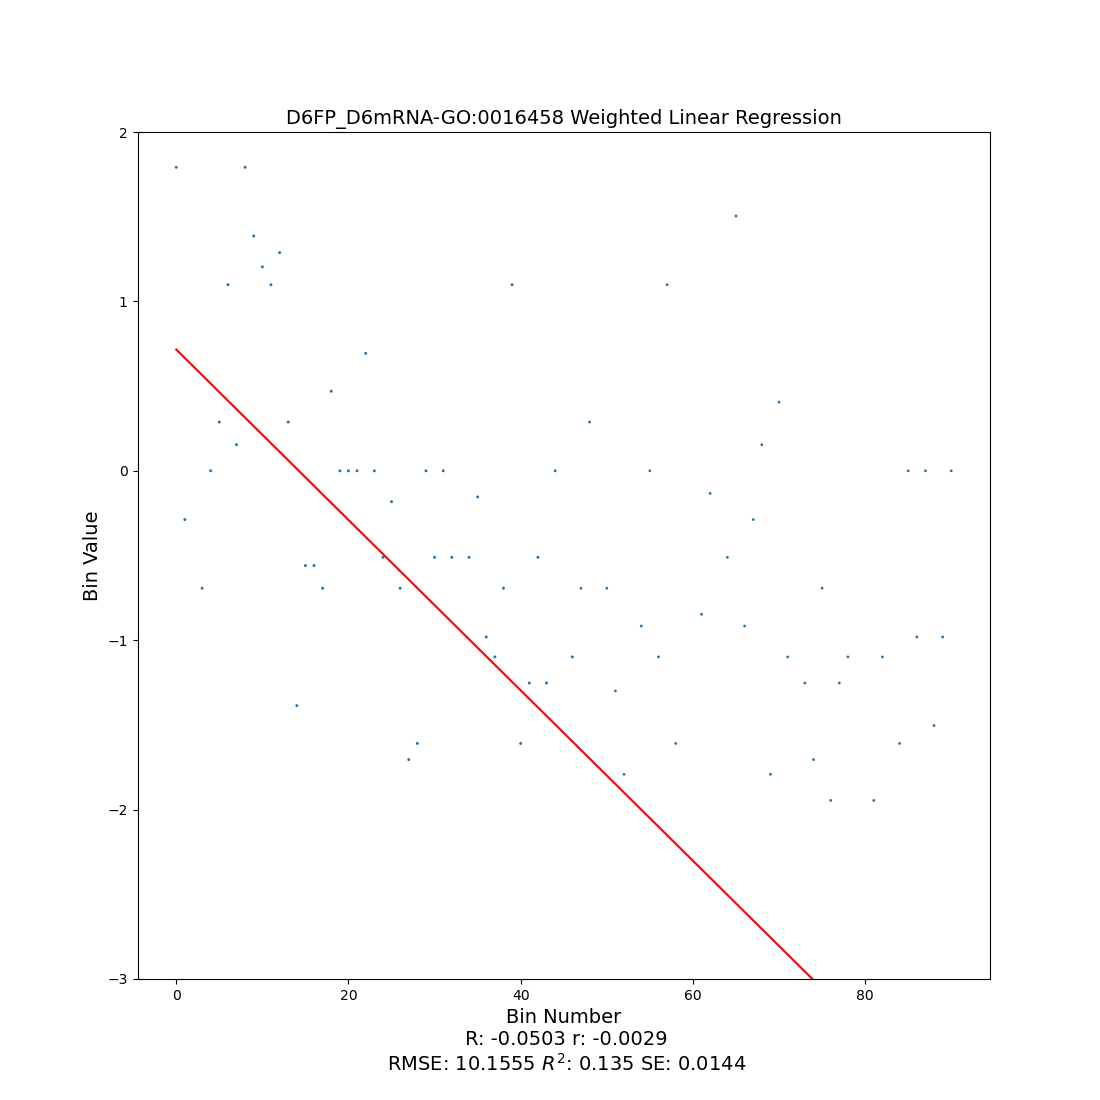 D6FP_D6mRNA-GO:0016458 Weighted Linear Regression
2
1
0
−1
−2
−3
Bin Value
0 20 40 60 80
Bin Number
R: -0.0503 r: -0.0029
RMSE: 10.1555 R²: 0.135 SE: 0.0144